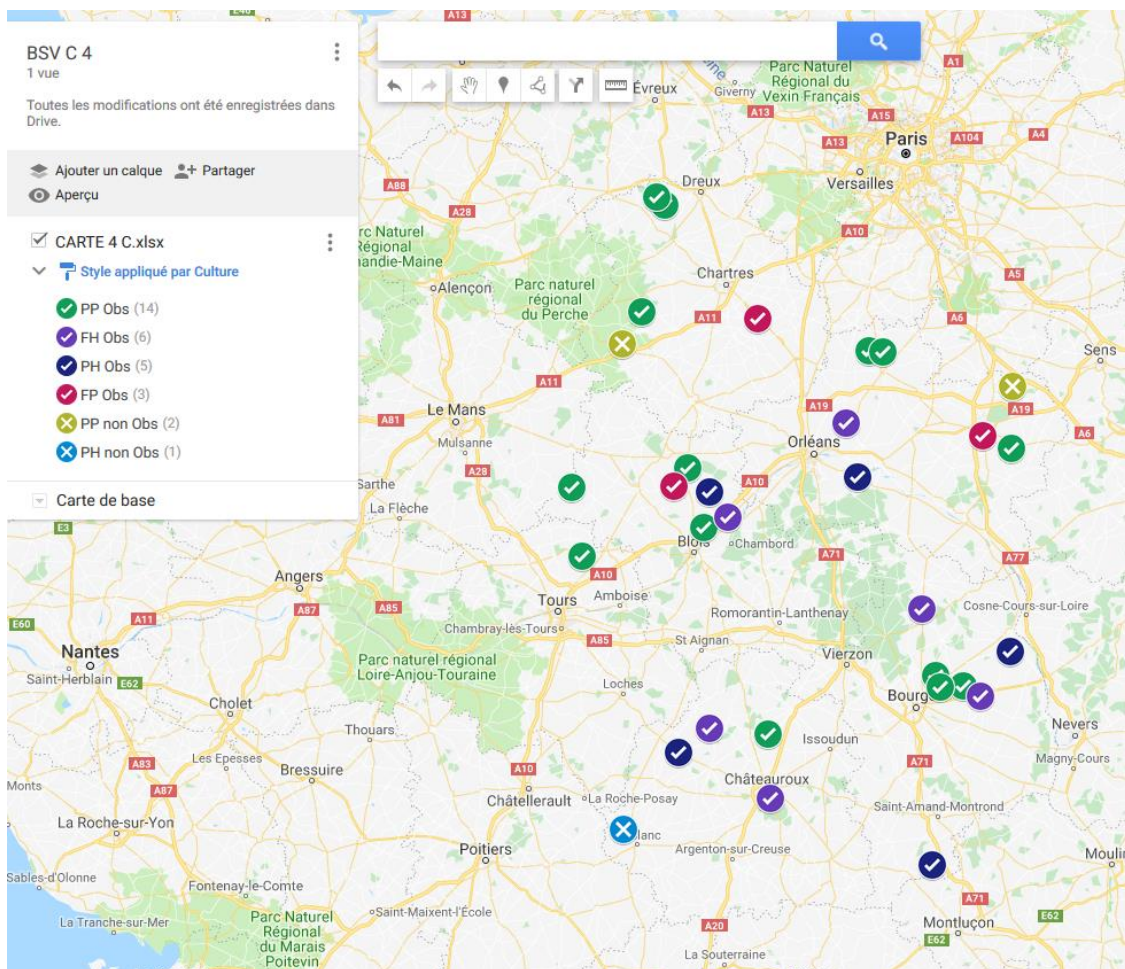 BSV C 4
1 vue
Toutes les modifications ont été enregistrées dans
Drive.
Ajouter un calque
Partager
Aperçu
CARTE 4 C.xlsx
Style appliqué par Culture
PP Obs (14)
FH Obs (6)
PH Obs (5)
FP Obs (3)
PP non Obs (2)
PH non Obs (1)
Carte de base
A13
Évreux
Giverny
Parc Naturel
Régional du
Vexin Français
A1
A13
A15
A13
Paris
A104
A4
Versailles
A88
A28
Dreux
A10
Chartres
A5
Alençon
Parc naturel
régional
du Perche
A11
A6
Sens
A11
Le Mans
A81
Mulsanne
A19
A19
A6
Orléans
A28
Sarthe
A10
La Flèche
E3
Blois
Chambord
A71
A77
Angers
A10
Tours
Amboise
A87
A85
A11
E60
Chambray-lès-Tours
Romorantin-Lanthenay
Cosne-Cours-sur-Loire
A85
St Aignan
Nantes
Saint-Herblain
E62
Vierzon
Parc naturel régional
Loire-Anjou-Touraine
Loches
Cholet
Thouars
Nevers
Issoudun
Magny-Cours
A83
Les Epesses
Bressuire
A10
A71
A87
Châteauroux
Châtellerault
La Roche-Posay
Saint-Amand-Montrond
La Roche-sur-Yon
Poitiers
Argenton-sur-Creuse
Fontenay-le-Comte
A71
La Tranche-sur-Mer
Parc Naturel
Régional
du Marais
Poitevin
Saint-Maixent-l'École
A20
Montluçon
E62
E62
La Souterraine